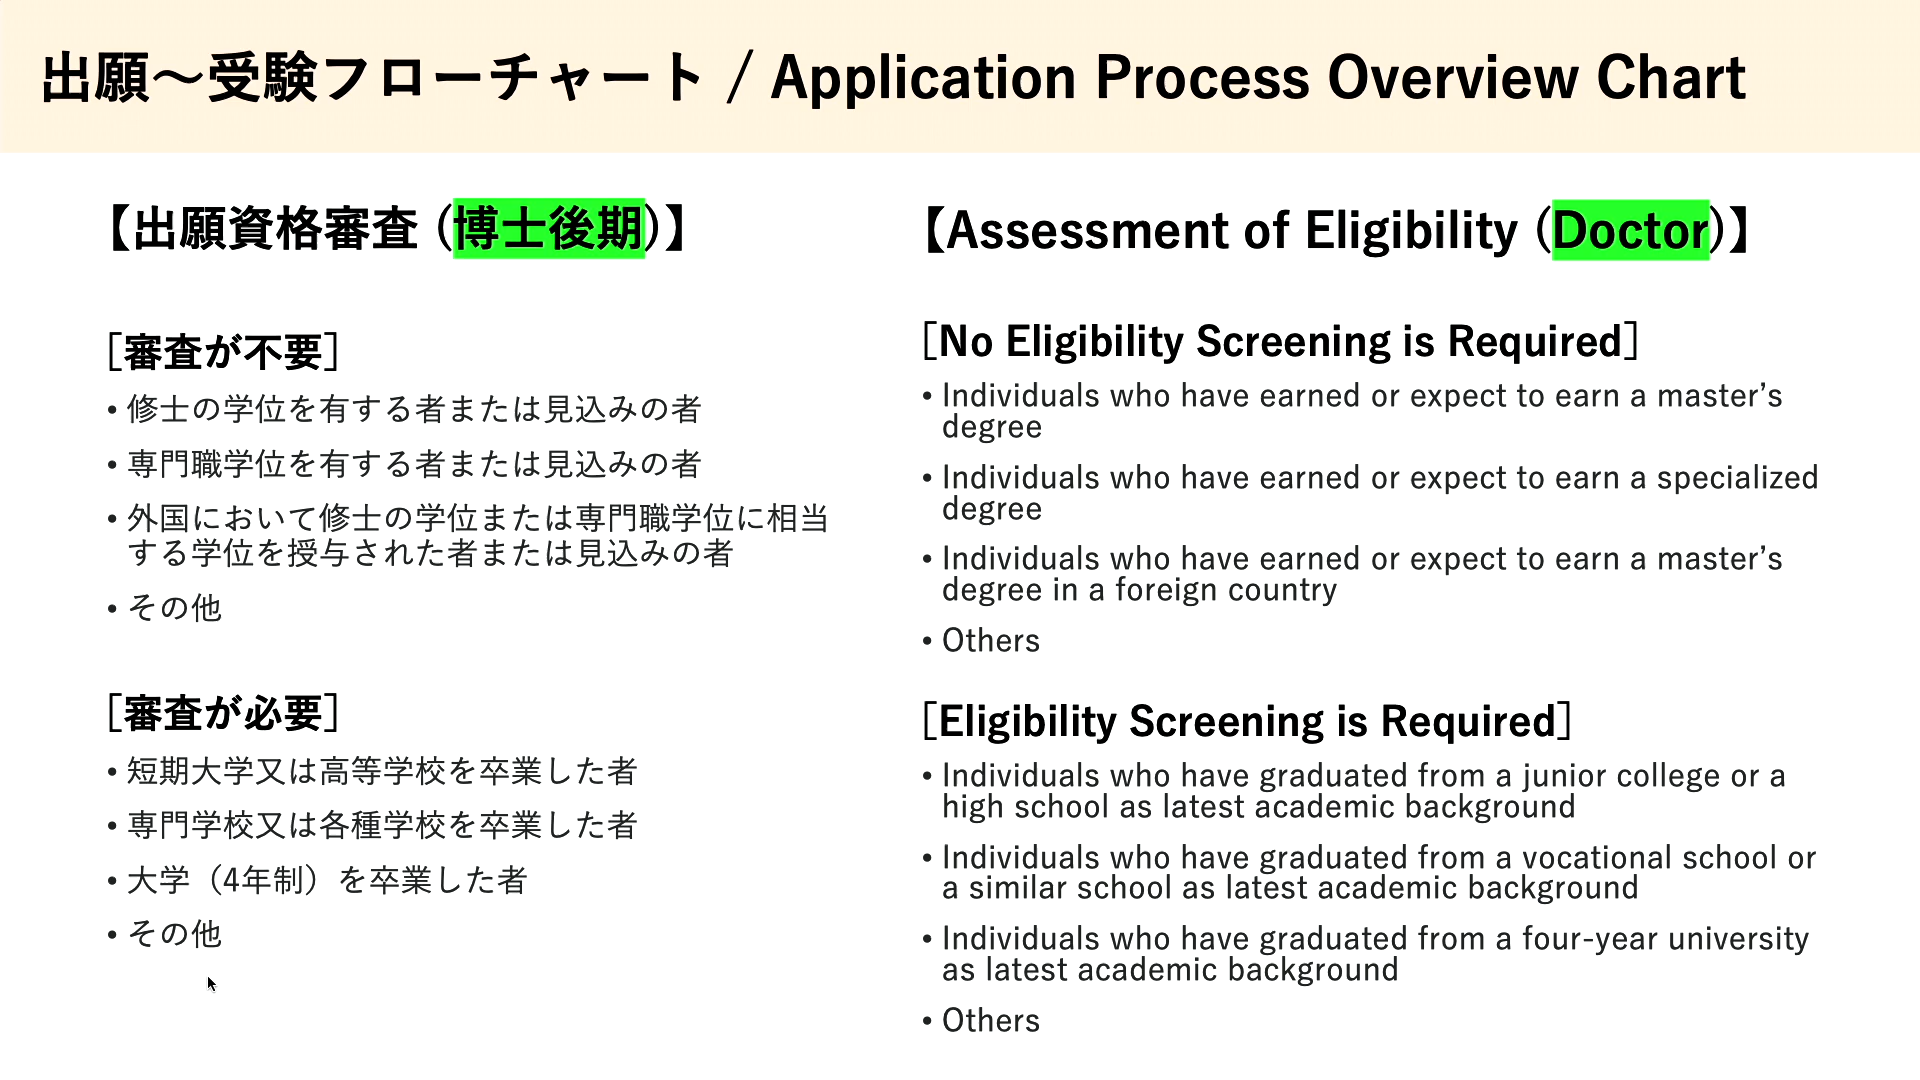 出願～受験フローチャート / Application Process Overview Chart
【出願資格審査 (博士後期)】
［審査が不要］
• 修士の学位を有する者または見込みの者
• 専門職学位を有する者または見込みの者
• 外国において修士の学位または専門職学位に相当
する学位を授与された者または見込みの者
• その他
［審査が必要］
• 短期大学又は高等学校を卒業した者
• 専門学校又は各種学校を卒業した者
• 大学（4年制）を卒業した者
• その他
【Assessment of Eligibility (Doctor)】
［No Eligibility Screening is Required］
• Individuals who have earned or expect to earn a master’s
degree
• Individuals who have earned or expect to earn a specialized
degree
• Individuals who have earned or expect to earn a master’s
degree in a foreign country
• Others
［Eligibility Screening is Required］
• Individuals who have graduated from a junior college or a
high school as latest academic background
• Individuals who have graduated from a vocational school or
a similar school as latest academic background
• Individuals who have graduated from a four-year university
as latest academic background
• Others